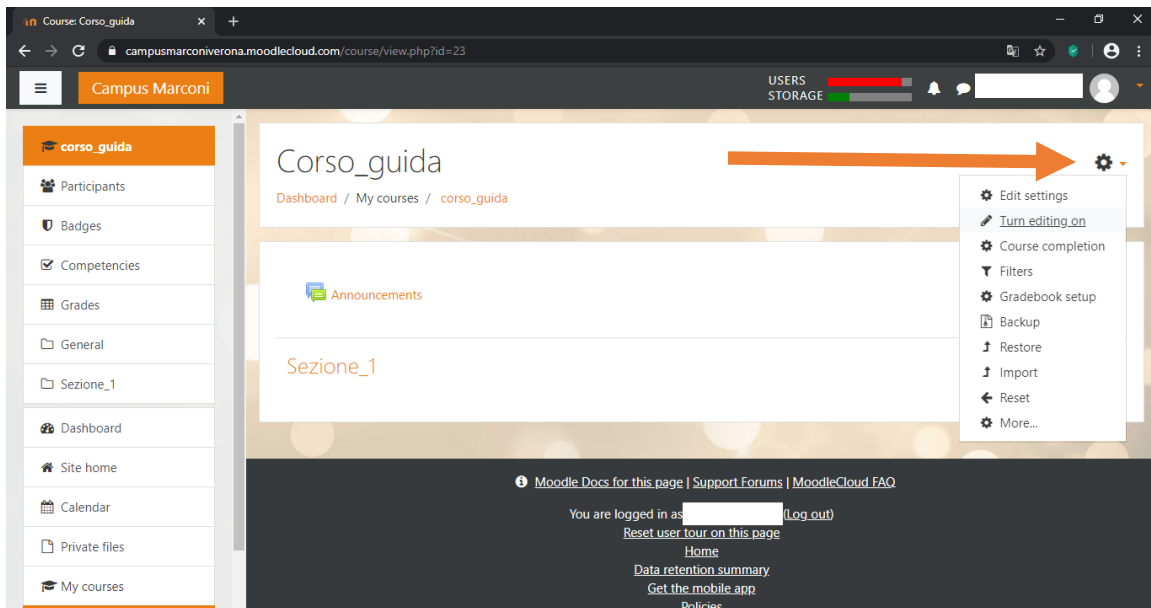 Course: Corso_guida
campusmarconiverona.moodlecloud.com/course/view.php?id=23
Campus Marconi
USERS
STORAGE
corso_guida
Participants
Badges
Competencies
Grades
General
Sezione_1
Dashboard
Site home
Calendar
Private files
My courses
Corso_guida
Dashboard / My courses / corso_guida
Announcements
Sezione_1
Edit settings
Turn editing on
Course completion
Filters
Gradebook setup
Backup
Restore
Import
Reset
More...
Moodle Docs for this page | Support Forums | MoodleCloud FAQ
You are logged in as (Log out)
Reset user tour on this page
Home
Data retention summary
Get the mobile app
Policies